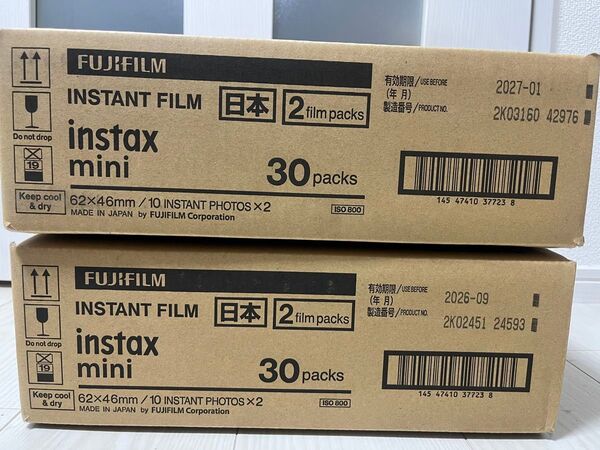 FUJIFILM
INSTANT FILM 日本 2 film packs
instax
mini
30 packs
62×46mm/10 INSTANT PHOTOS×2
MADE IN JAPAN by FUJIFILM Corporation
ISO 800
Do not drop
19
Keep cool
& dry
有効期限/USE BEFORE 2027-01
(年 月)
製造番号/PRODUCT NO. 2K03160 42976
145 47410 37723 8
FUJIFILM
INSTANT FILM 日本 2 film packs
instax
mini
30 packs
62×46mm/10 INSTANT PHOTOS×2
MADE IN JAPAN by FUJIFILM Corporation
ISO 800
Do not drop
19
Keep cool
& dry
有効期限/USE BEFORE 2026-09
(年 月)
製造番号/PRODUCT NO. 2K02451 24593
145 47410 37723 8